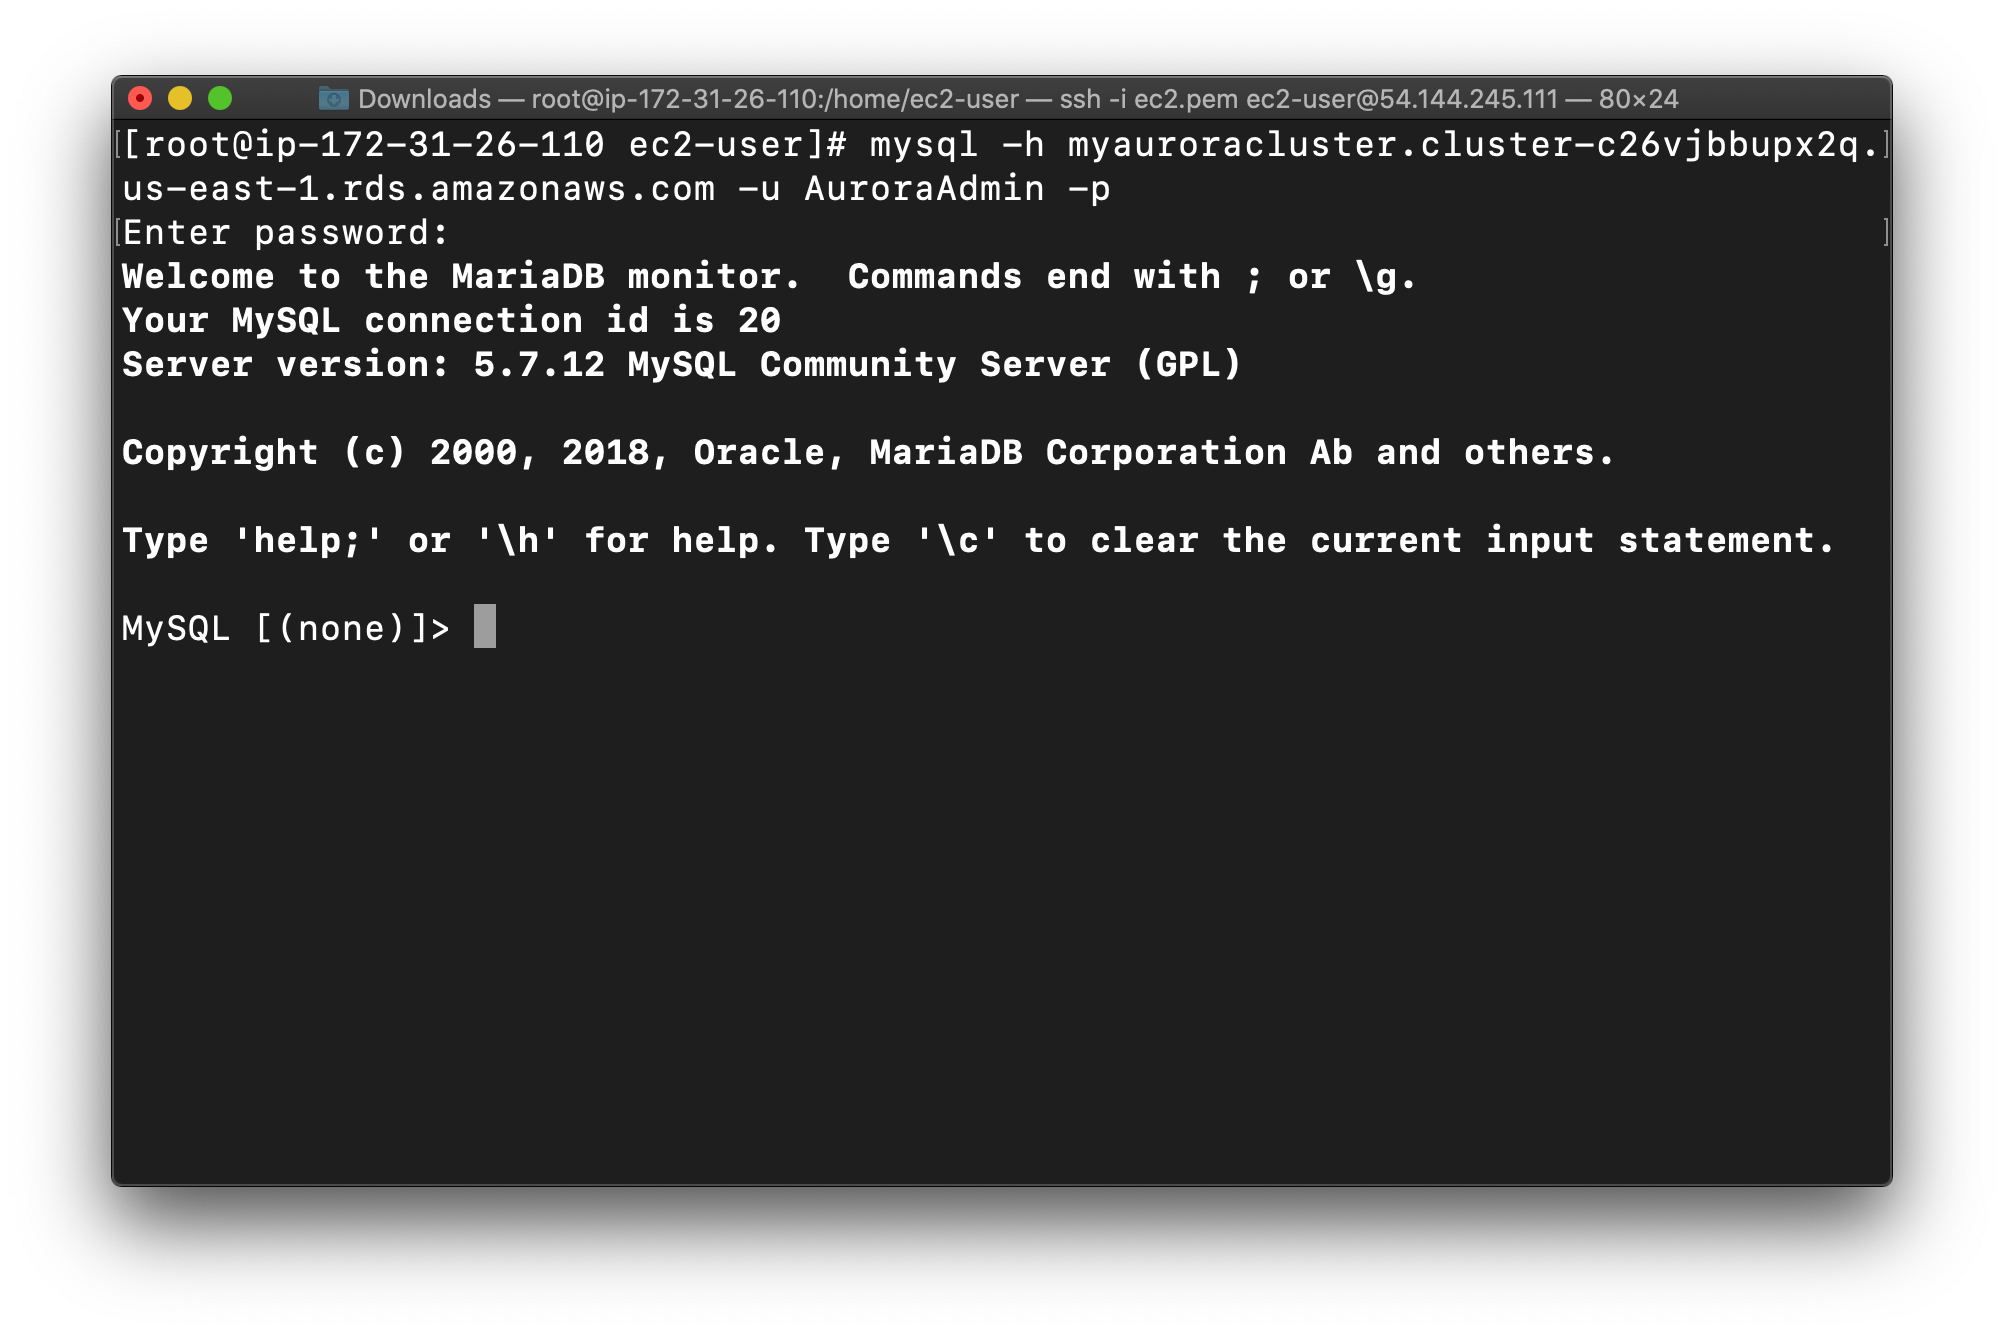 Downloads — root@ip-172-31-26-110:/home/ec2-user — ssh -i ec2.pem ec2-user@54.144.245.111 — 80×24
[root@ip-172-31-26-110 ec2-user]# mysql -h myauroracluster.cluster-c26vjbbupx2q.
us-east-1.rds.amazonaws.com -u AuroraAdmin -p
Enter password:
Welcome to the MariaDB monitor.  Commands end with ; or \g.
Your MySQL connection id is 20
Server version: 5.7.12 MySQL Community Server (GPL)
Copyright (c) 2000, 2018, Oracle, MariaDB Corporation Ab and others.
Type 'help;' or '\h' for help. Type '\c' to clear the current input statement.
MySQL [(none)]>